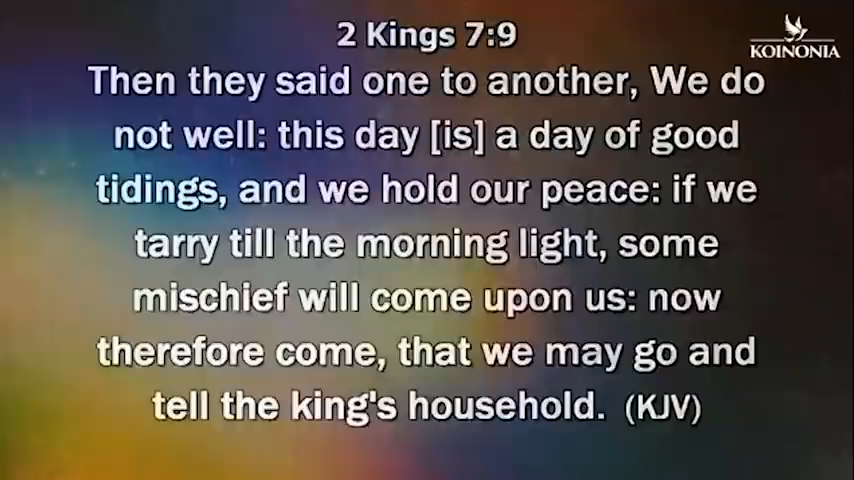 2 Kings 7:9
KOINONIA
Then they said one to another, We do
not well: this day [is] a day of good
tidings, and we hold our peace: if we
tarry till the morning light, some
mischief will come upon us: now
therefore come, that we may go and
tell the king's household. (KJV)